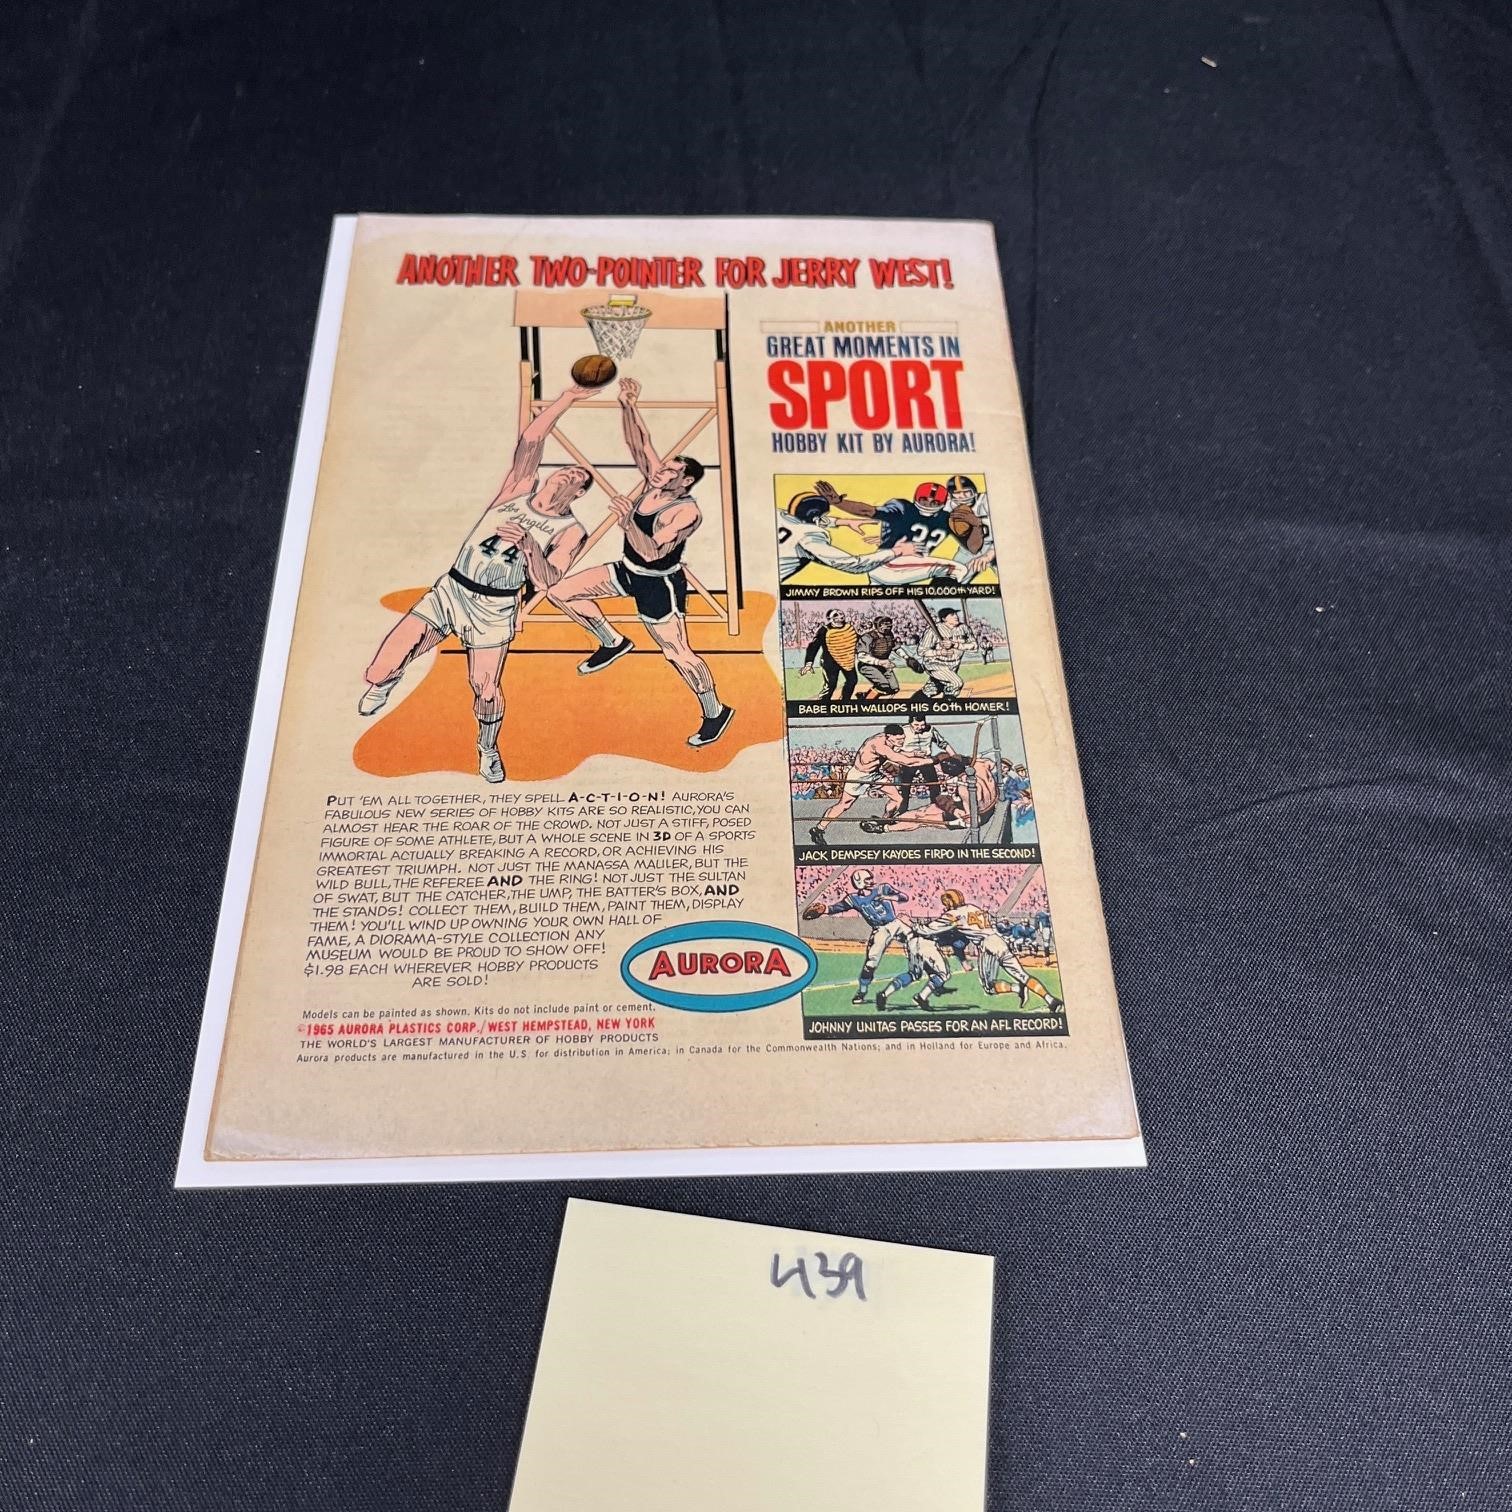 ANOTHER TWO-POINTER FOR JERRY WEST!
ANOTHER
GREAT MOMENTS IN
SPORT
HOBBY KIT BY AURORA!
Los
Angeles
44
32
JIMMY BROWN RIPS OFF HIS 10,000th YARD!
BABE RUTH WALLOPS HIS 60th HOMER!
JACK DEMPSEY KAYOES FIRPO IN THE SECOND!
JOHNNY UNITAS PASSES FOR AN AFL RECORD!
PUT 'EM ALL TOGETHER, THEY SPELL A-C-T-I-O-N! AURORA'S
FABULOUS NEW SERIES OF HOBBY KITS ARE SO REALISTIC, YOU CAN
ALMOST HEAR THE ROAR OF THE CROWD. NOT JUST A STIFF, POSED
FIGURE OF SOME ATHLETE, BUT A WHOLE SCENE IN 3D OF A SPORTS
IMMORTAL ACTUALLY BREAKING A RECORD, OR ACHIEVING HIS
GREATEST TRIUMPH. NOT JUST THE MANASSA MAULER, BUT THE
WILD BULL, THE REFEREE AND THE RING! NOT JUST THE SULTAN
OF SWAT, BUT THE CATCHER, THE UMP, THE BATTER'S BOX, AND
THE STANDS! COLLECT THEM, BUILD THEM, PAINT THEM, DISPLAY
THEM! YOU'LL WIND UP OWNING YOUR OWN HALL OF
FAME, A DIORAMA-STYLE COLLECTION ANY
MUSEUM WOULD BE PROUD TO SHOW OFF!
$1.98 EACH WHEREVER HOBBY PRODUCTS
ARE SOLD!
AURORA
Models can be painted as shown. Kits do not include paint or cement.
©1965 AURORA PLASTICS CORP./WEST HEMPSTEAD, NEW YORK
THE WORLD'S LARGEST MANUFACTURER OF HOBBY PRODUCTS
Aurora products are manufactured in the U.S. for distribution in America; in Canada for the Commonwealth Nations; and in Holland for Europe and Africa.
439